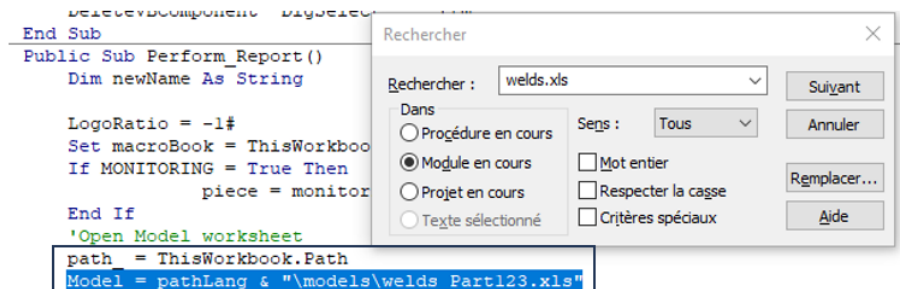 End Sub
Public Sub Perform_Report()
Dim newName As String
LogoRatio = -1#
Set macroBook = ThisWorkboo
If MONITORING = True Then
piece = monitor
End If
'Open Model worksheet
path_ = ThisWorkbook.Path
Model = pathLang & "\models\welds Part123.xls"
Rechercher
Rechercher : welds.xls
Suivant
Dans
Procédure en cours
Module en cours
Projet en cours
Texte sélectionné
Sens : Tous
Annuler
Mot entier
Respecter la casse
Critères spéciaux
Remplacer...
Aide